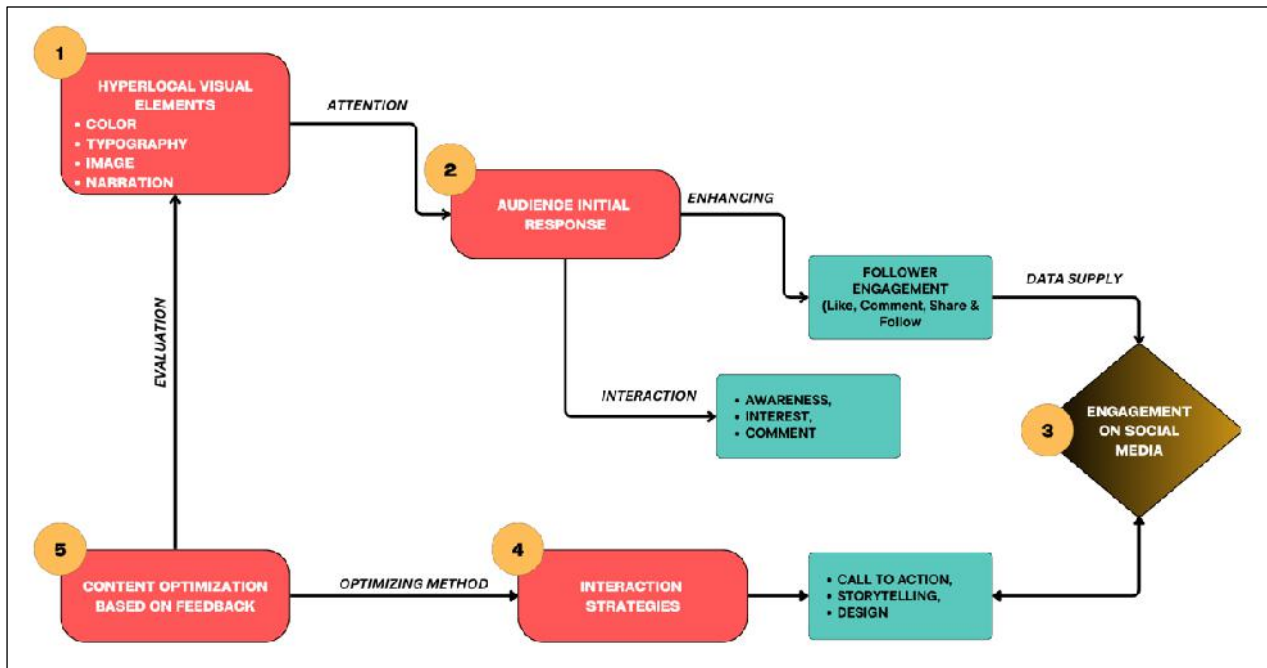 1
HYPERLOCAL VISUAL
ELEMENTS
• COLOR
• TYPOGRAPHY
• IMAGE
• NARRATION
ATTENTION
2
AUDIENCE INITIAL
RESPONSE
ENHANCING
FOLLOWER
ENGAGEMENT
(Like, Comment, Share &
Follow
DATA SUPPLY
INTERACTION
• AWARENESS,
• INTEREST,
• COMMENT
3
ENGAGEMENT
ON SOCIAL
MEDIA
EVALUATION
5
CONTENT OPTIMIZATION
BASED ON FEEDBACK
OPTIMIZING METHOD
4
INTERACTION
STRATEGIES
• CALL TO ACTION,
• STORYTELLING,
• DESIGN